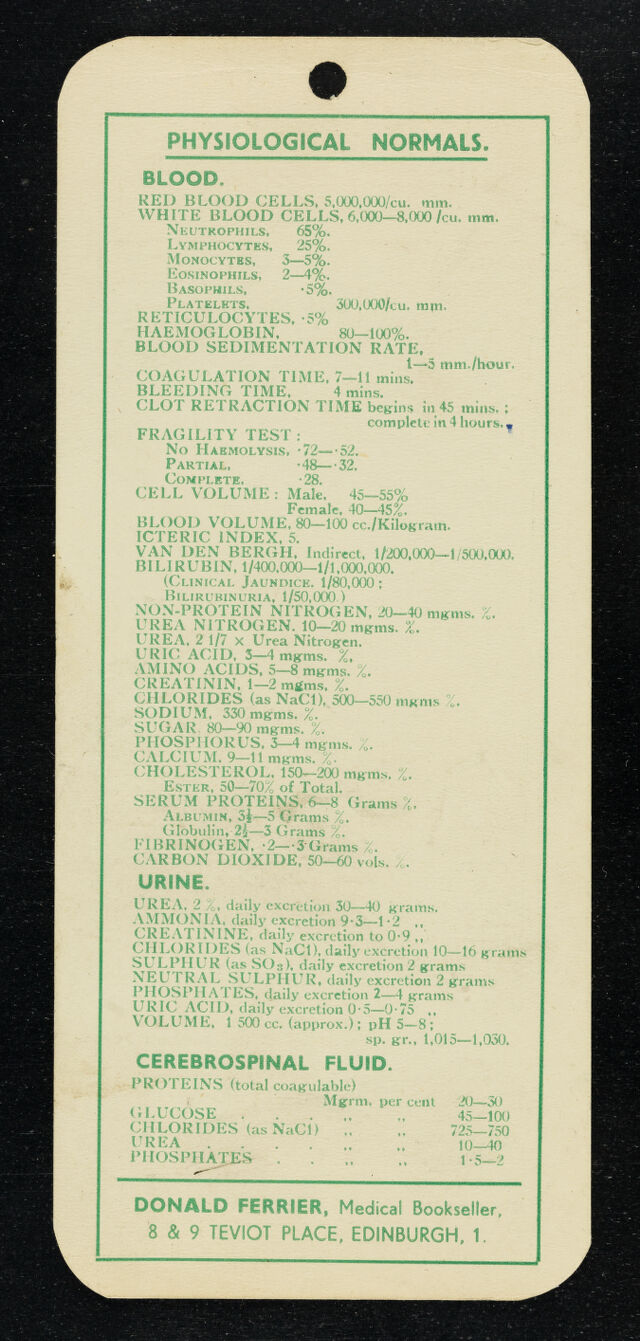 PHYSIOLOGICAL NORMALS.
BLOOD.
RED BLOOD CELLS, 5,000,000/cu. mm.
WHITE BLOOD CELLS, 6,000—8,000 /cu. mm.
NEUTROPHILS, 65%.
LYMPHOCYTES, 25%.
MONOCYTES, 3—5%.
EOSINOPHILS, 2—4%.
BASOPHILS, ·5%.
PLATELETS, 300,000/cu. mm.
RETICULOCYTES, ·5%
HAEMOGLOBIN, 80—100%.
BLOOD SEDIMENTATION RATE,
1—3 mm./hour.
COAGULATION TIME, 7—11 mins.
BLEEDING TIME, 4 mins.
CLOT RETRACTION TIME begins in 45 mins. ;
complete in 4 hours.
FRAGILITY TEST :
NO HAEMOLYSIS, ·72—·52.
PARTIAL, ·48—·32.
COMPLETE, ·28.
CELL VOLUME : Male, 45—55%
Female, 40—45%.
BLOOD VOLUME, 80—100 cc./Kilogram.
ICTERIC INDEX, 5.
VAN DEN BERGH, Indirect, 1/200,000—1/500,000.
BILIRUBIN, 1/400,000—1/1,000,000.
(CLINICAL JAUNDICE, 1/80,000 ;
BILIRUBINURIA, 1/50,000.)
NON-PROTEIN NITROGEN, 20—40 mgms. %.
UREA NITROGEN. 10—20 mgms. %.
UREA, 2 1/7 × Urea Nitrogen.
URIC ACID, 3—4 mgms. %.
AMINO ACIDS, 5—8 mgms. %.
CREATININ, 1—2 mgms. %.
CHLORIDES (as NaC1), 500—550 mgms %.
SODIUM, 330 mgms. %.
SUGAR, 80—90 mgms. %.
PHOSPHORUS, 3—4 mgms. %.
CALCIUM, 9—11 mgms. %.
CHOLESTEROL, 150—200 mgms. %.
ESTER, 50—70% of Total.
SERUM PROTEINS, 6—8 Grams %.
ALBUMIN, 3½—5 Grams %.
Globulin, 2½—3 Grams %.
FIBRINOGEN, ·2—·3 Grams %.
CARBON DIOXIDE, 50—60 vols. %.
URINE.
UREA, 2 %, daily excretion 30—40 grams.
AMMONIA, daily excretion 9·3—1·2 ,,
CREATININE, daily excretion to 0·9 ,,
CHLORIDES (as NaC1), daily excretion 10—16 grams
SULPHUR (as SO₃), daily excretion 2 grams
NEUTRAL SULPHUR, daily excretion 2 grams
PHOSPHATES, daily excretion 2—4 grams
URIC ACID, daily excretion 0·5—0·75 ,,
VOLUME, 1 500 cc. (approx.) ; pH 5—8 ;
sp. gr., 1,015—1,030.
CEREBROSPINAL FLUID.
PROTEINS (total coagulable)
Mgrm. per cent 20—30
GLUCOSE . . . ,, ,, 45—100
CHLORIDES (as NaC1) ,, ,, 725—750
UREA . . . . ,, ,, 10—40
PHOSPHATES . . ,, ,, 1·5—2
DONALD FERRIER, Medical Bookseller,
8 & 9 TEVIOT PLACE, EDINBURGH, 1.